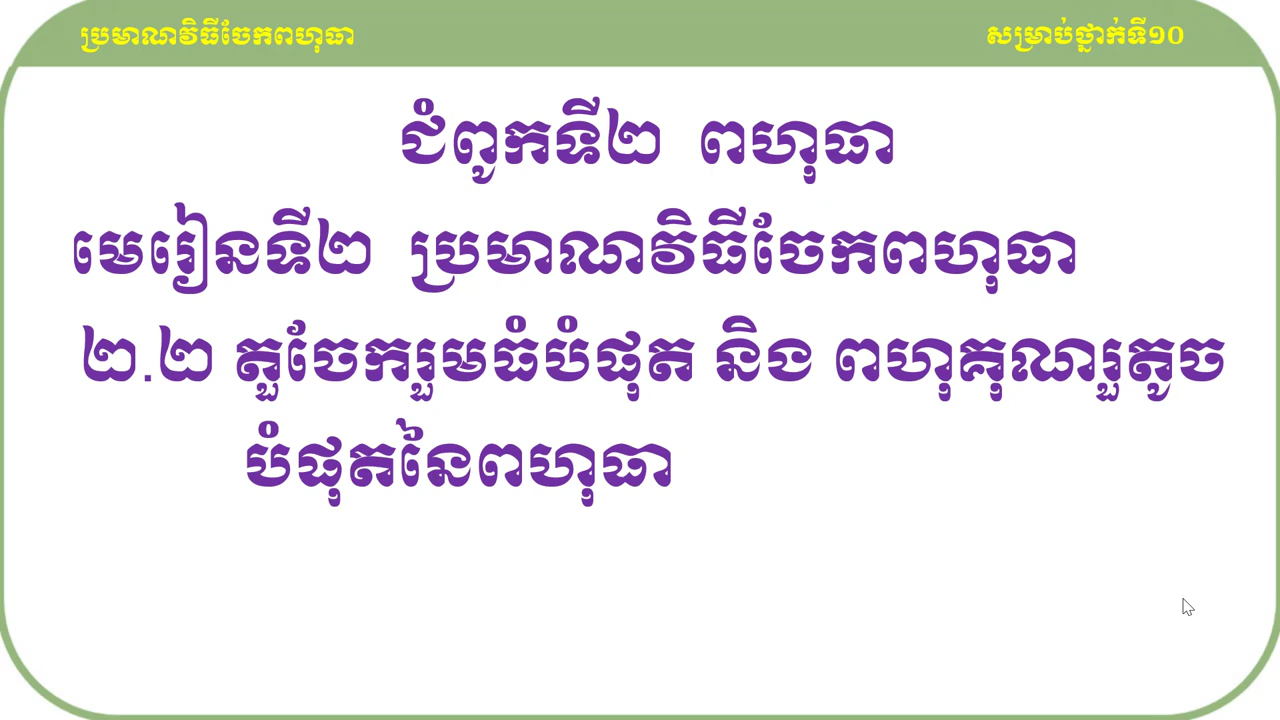 ប្រមាណវិធីចែកពហុធា
សម្រាប់ថ្នាក់ទី១០
ជំពូកទី២ ពហុធា
មេរៀនទី២ ប្រមាណវិធីចែកពហុធា
២.២ តួចែករួមធំបំផុត និង ពហុគុណរួតូច
បំផុតនៃពហុធា